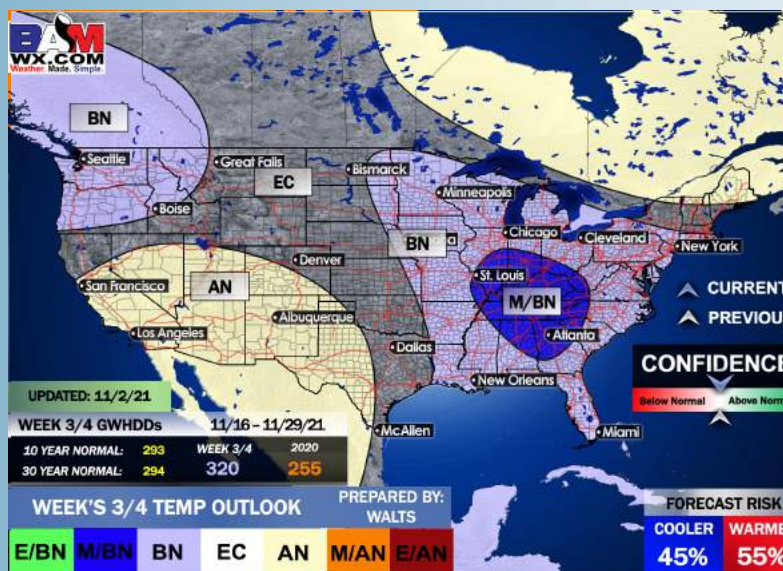 BAM
WX.COM
Weather. Made. Simple.
BN
Seattle
Great Falls
Bismarck
EC
Minneapolis
Boise
BN
Chicago
Cleveland
New York
Denver
San Francisco
AN
St. Louis
M/BN
CURRENT
PREVIOU
Albuquerque
Los Angeles
Atlanta
Dallas
CONFIDENCE
New Orleans
Below Normal
Above Norm
UPDATED: 11/2/21
WEEK 3/4 GWHDDs 11/16 – 11/29/21
McAllen
Miami
10 YEAR NORMAL: 293 WEEK 3/4 2020
30 YEAR NORMAL: 294 320 255
WEEK'S 3/4 TEMP OUTLOOK
PREPARED BY:
WALTS
FORECAST RISK
COOLER WARME
E/BN M/BN BN EC AN M/AN E/AN
45% 55%